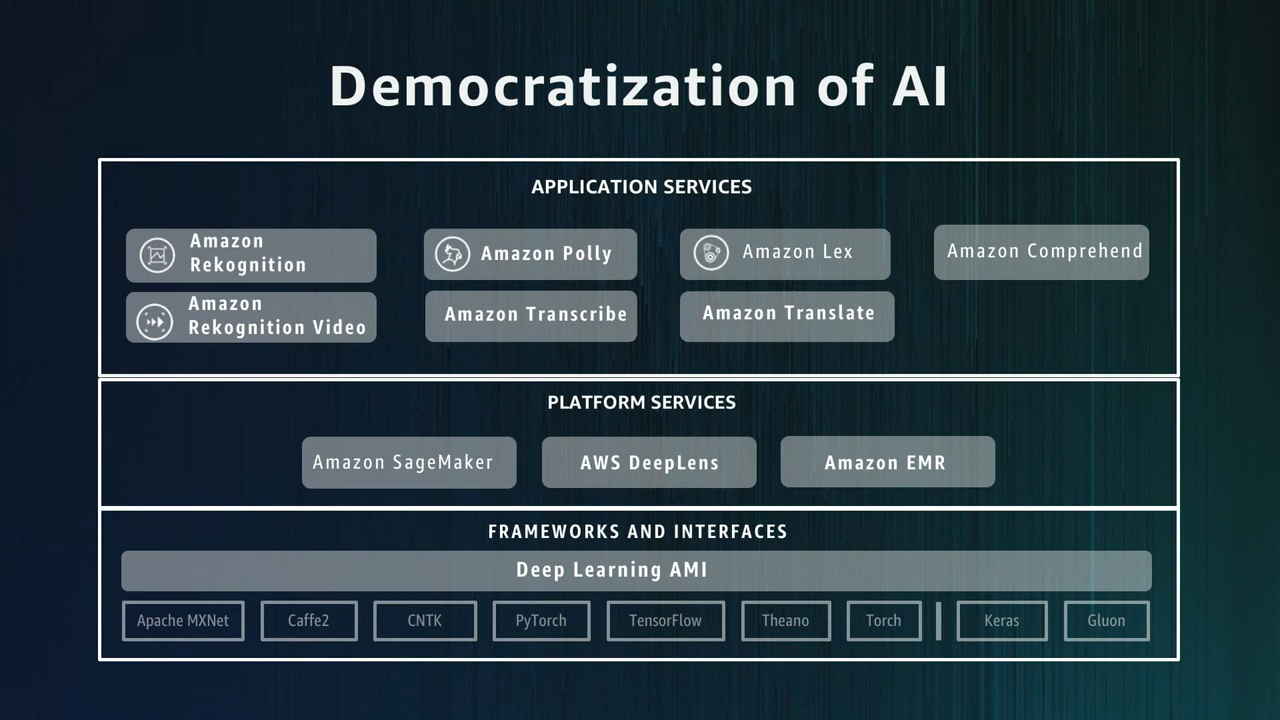 Democratization of AI
APPLICATION SERVICES
Amazon
Rekognition
Amazon Polly
Amazon Lex
Amazon Comprehend
Amazon
Rekognition Video
Amazon Transcribe
Amazon Translate
PLATFORM SERVICES
Amazon SageMaker
AWS DeepLens
Amazon EMR
FRAMEWORKS AND INTERFACES
Deep Learning AMI
Apache MXNet
Caffe2
CNTK
PyTorch
TensorFlow
Theano
Torch
Keras
Gluon